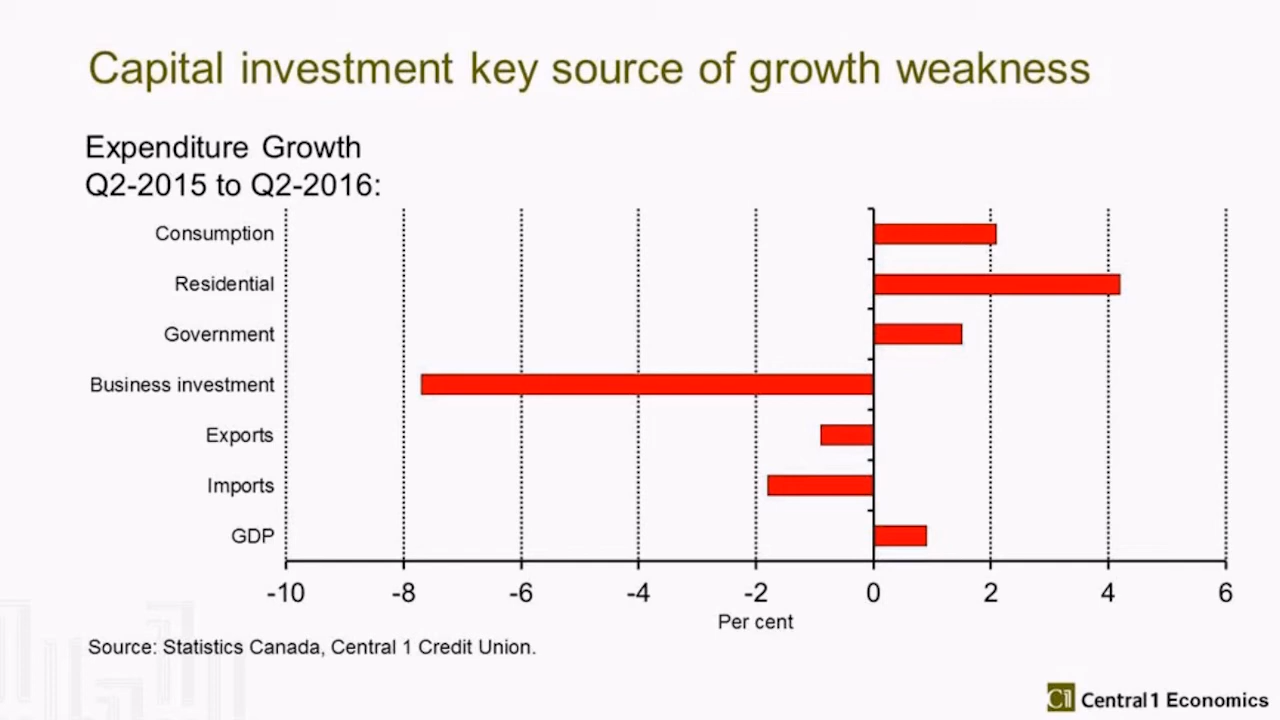 Capital investment key source of growth weakness
Expenditure Growth
Q2-2015 to Q2-2016:
Consumption
Residential
Government
Business investment
Exports
Imports
GDP
-10 -8 -6 -4 -2 0 2 4 6
Per cent
Source: Statistics Canada, Central 1 Credit Union.
C1 Central 1 Economics